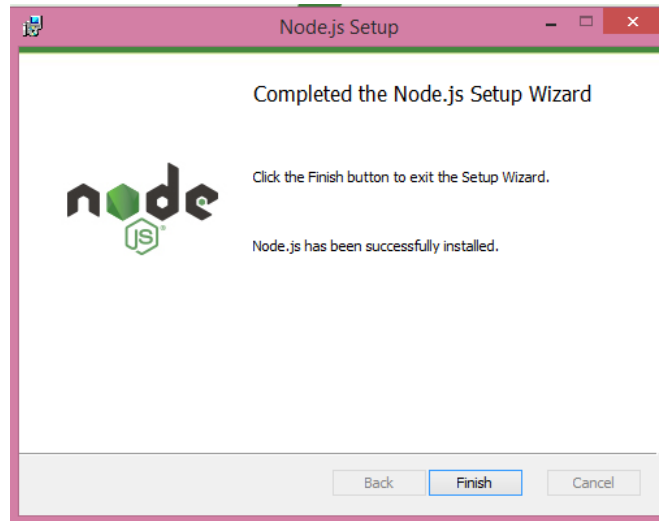 Node.js Setup
Completed the Node.js Setup Wizard
Click the Finish button to exit the Setup Wizard.
node
JS
Node.js has been successfully installed.
Back
Finish
Cancel